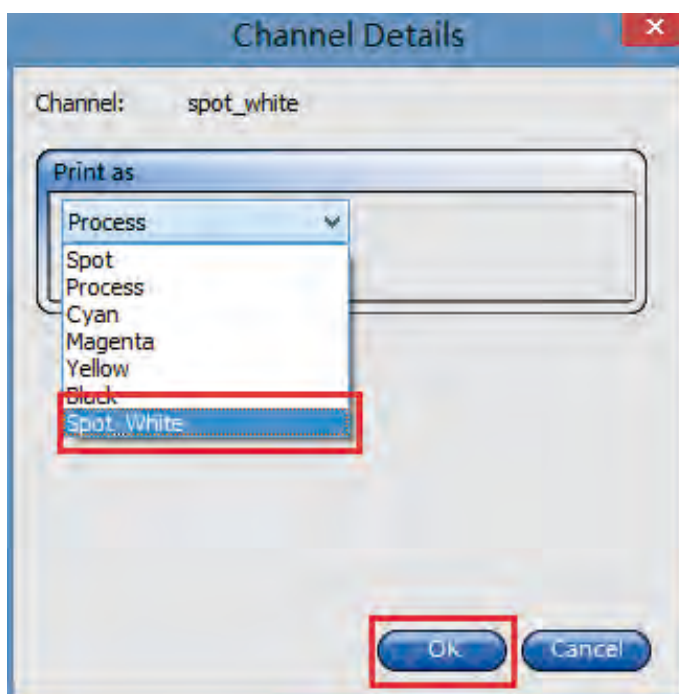 Channel Details
Channel: spot_white
Print as
Process
Spot
Process
Cyan
Magenta
Yellow
Black
Spot_White
Ok
Cancel